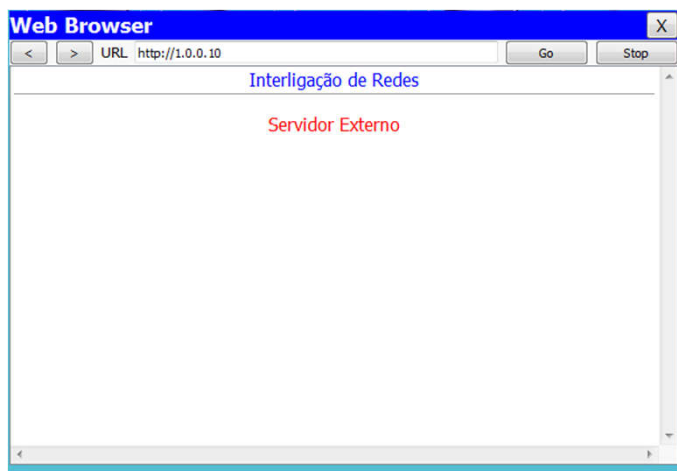 Web Browser X
< > URL http://1.0.0.10 Go Stop
Interligação de Redes
Servidor Externo